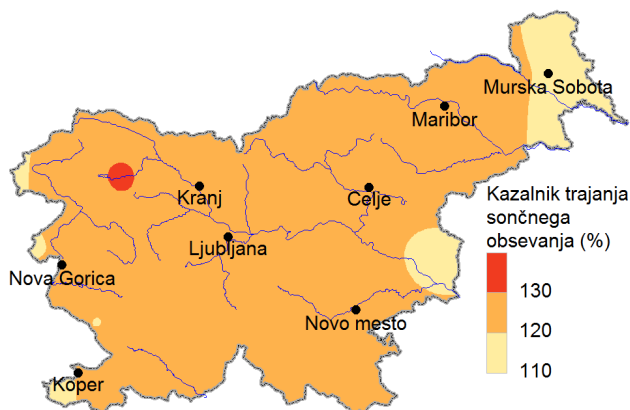 Murska Sobota
Maribor
Kranj
Celje
Kazalnik trajanja
sončnega
obsevanja (%)
Ljubljana
Nova Gorica
130
Novo mesto
120
110
Koper